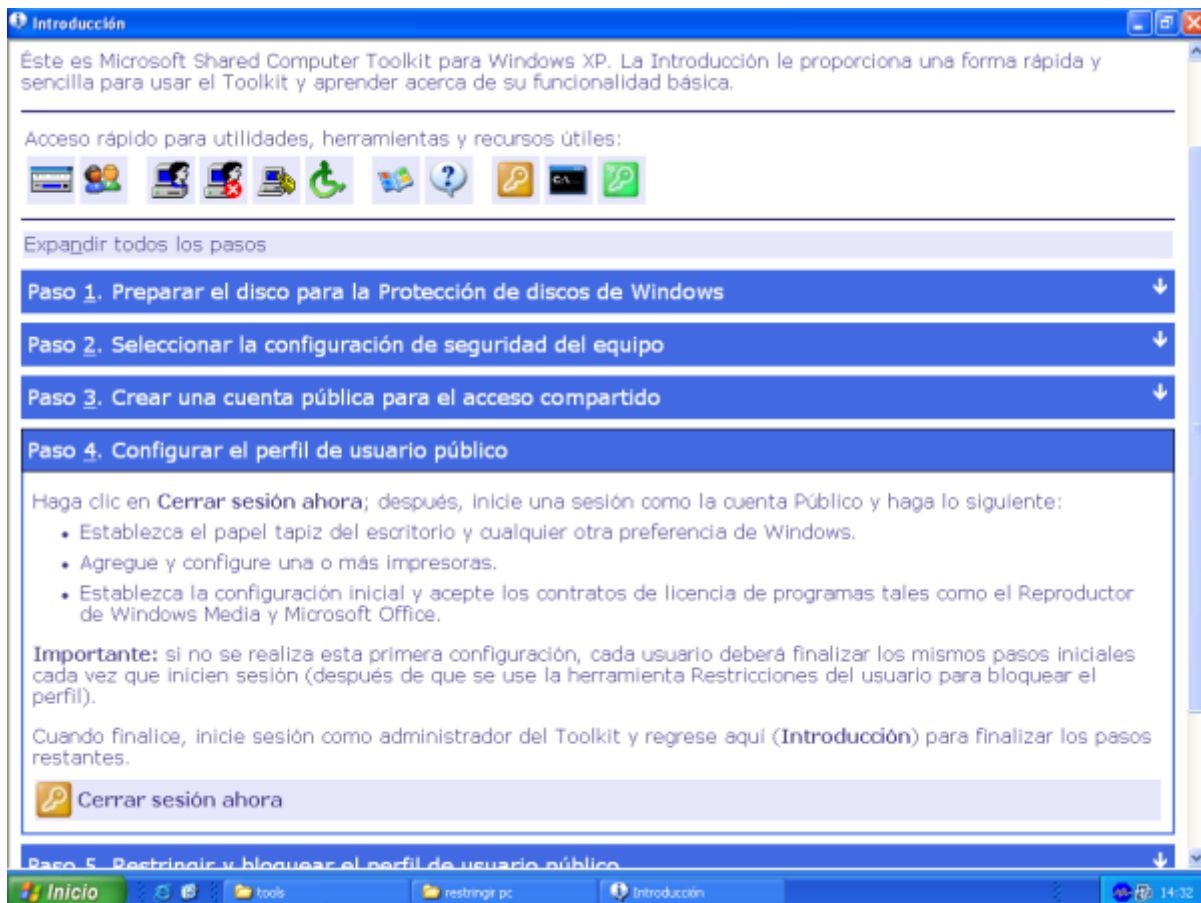 Introducción
Éste es Microsoft Shared Computer Toolkit para Windows XP. La Introducción le proporciona una forma rápida y
sencilla para usar el Toolkit y aprender acerca de su funcionalidad básica.
Acceso rápido para utilidades, herramientas y recursos útiles:
Expandir todos los pasos
Paso 1. Preparar el disco para la Protección de discos de Windows
Paso 2. Seleccionar la configuración de seguridad del equipo
Paso 3. Crear una cuenta pública para el acceso compartido
Paso 4. Configurar el perfil de usuario público
Haga clic en Cerrar sesión ahora; después, inicie una sesión como la cuenta Público y haga lo siguiente:
• Establezca el papel tapiz del escritorio y cualquier otra preferencia de Windows.
• Agregue y configure una o más impresoras.
• Establezca la configuración inicial y acepte los contratos de licencia de programas tales como el Reproductor
de Windows Media y Microsoft Office.
Importante: si no se realiza esta primera configuración, cada usuario deberá finalizar los mismos pasos iniciales
cada vez que inicien sesión (después de que se use la herramienta Restricciones del usuario para bloquear el
perfil).
Cuando finalice, inicie sesión como administrador del Toolkit y regrese aquí (Introducción) para finalizar los pasos
restantes.
Cerrar sesión ahora
Paso 5. Restringir y bloquear el perfil de usuario público
Inicio tools restringir pc Introducción 14:32